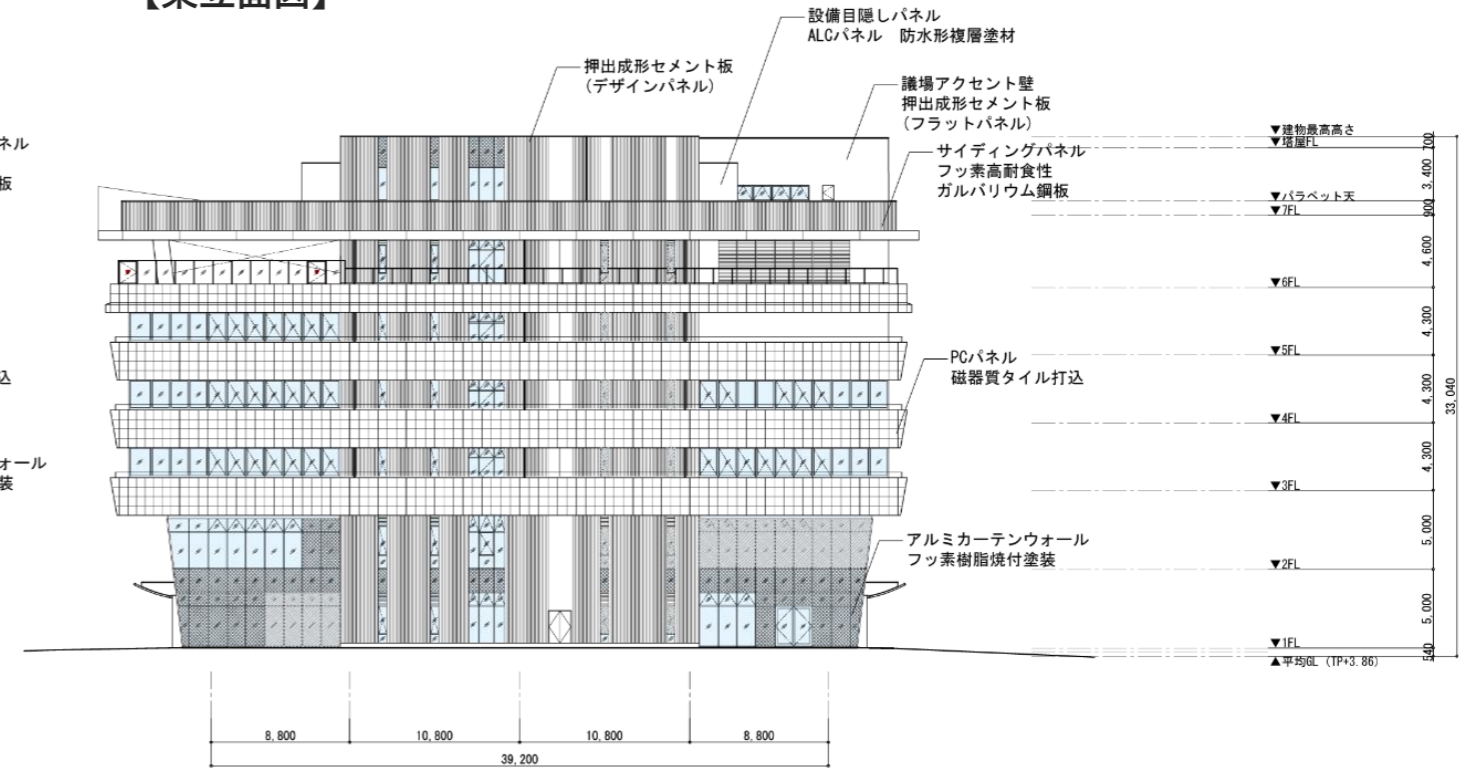 【東立面図】
設備目隠しパネル
ALCパネル　防水形複層塗材
押出成形セメント板
(デザインパネル)
議場アクセント壁
押出成形セメント板
(フラットパネル)
サイディングパネル
フッ素高耐食性
ガルバリウム鋼板
ネル
板
込
ォール
装
PCパネル
磁器質タイル打込
アルミカーテンウォール
フッ素樹脂焼付塗装
▼建物最高高さ
▼塔屋FL
▼パラペット天
▼7FL
▼6FL
▼5FL
▼4FL
▼3FL
▼2FL
▼1FL
▲平均GL (TP+3.86)
700
3,400
900
4,600
4,300
4,300
4,300
5,000
5,000
540
33,040
8,800
10,800
10,800
8,800
39,200